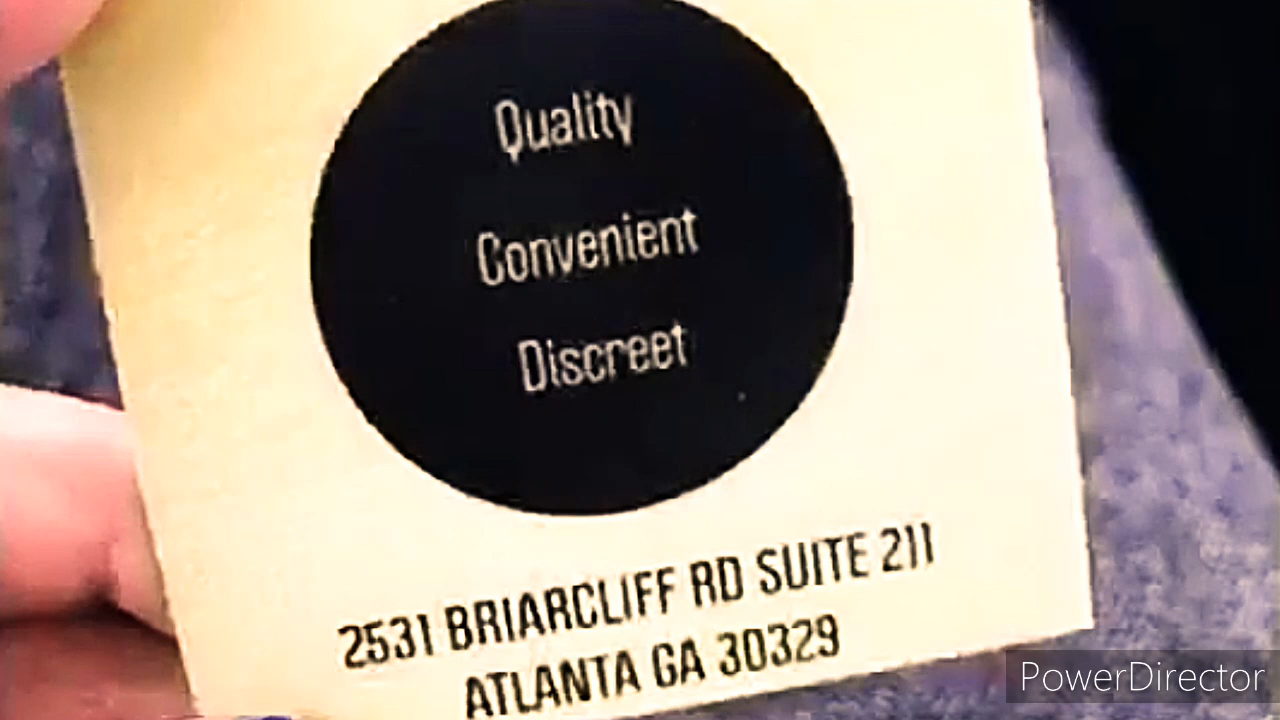 Quality
Convenient
Discreet
2531 BRIARCLIFF RD SUITE 211
ATLANTA GA 30329
PowerDirector